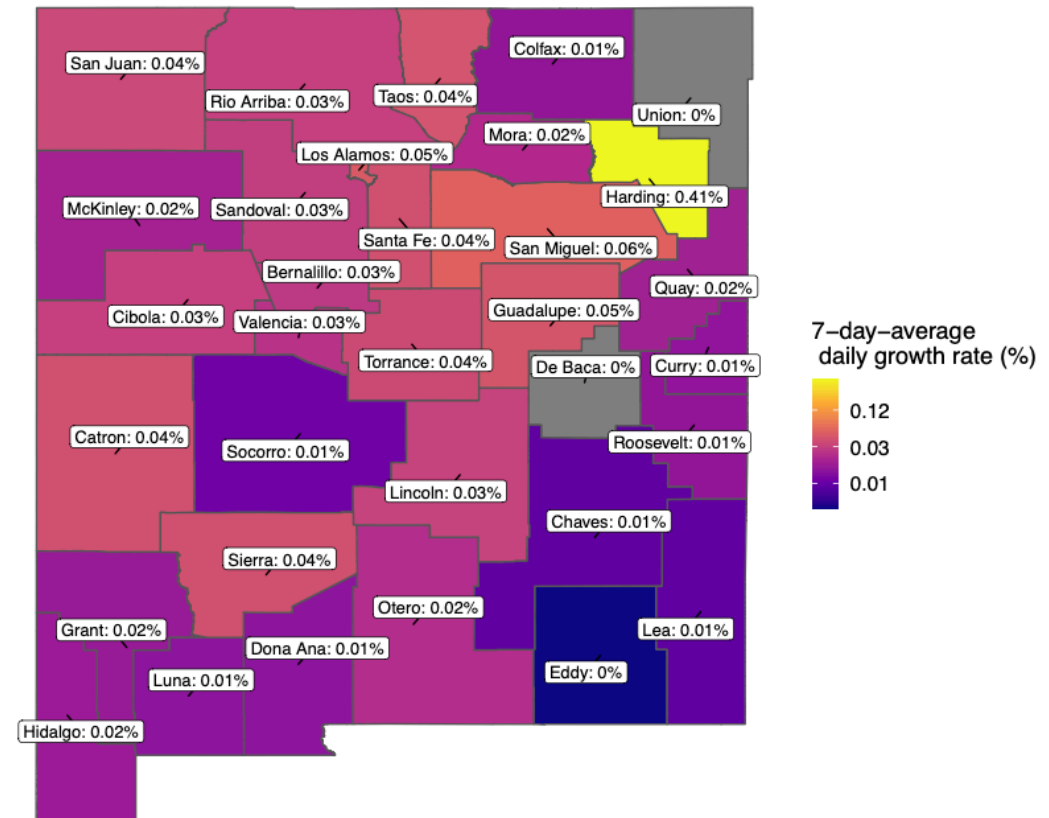 Colfax: 0.01%
San Juan: 0.04%
Taos: 0.04%
Rio Arriba: 0.03%
Union: 0%
Mora: 0.02%
Los Alamos: 0.05%
Harding: 0.41%
McKinley: 0.02%
Sandoval: 0.03%
Santa Fe: 0.04%
San Miguel: 0.06%
Bernalillo: 0.03%
Quay: 0.02%
Guadalupe: 0.05%
Cibola: 0.03%
Valencia: 0.03%
7−day−average
daily growth rate (%)
Torrance: 0.04%
De Baca: 0%
Curry: 0.01%
0.12
Catron: 0.04%
Roosevelt: 0.01%
0.03
Socorro: 0.01%
0.01
Lincoln: 0.03%
Chaves: 0.01%
Sierra: 0.04%
Otero: 0.02%
Grant: 0.02%
Lea: 0.01%
Dona Ana: 0.01%
Eddy: 0%
Luna: 0.01%
Hidalgo: 0.02%